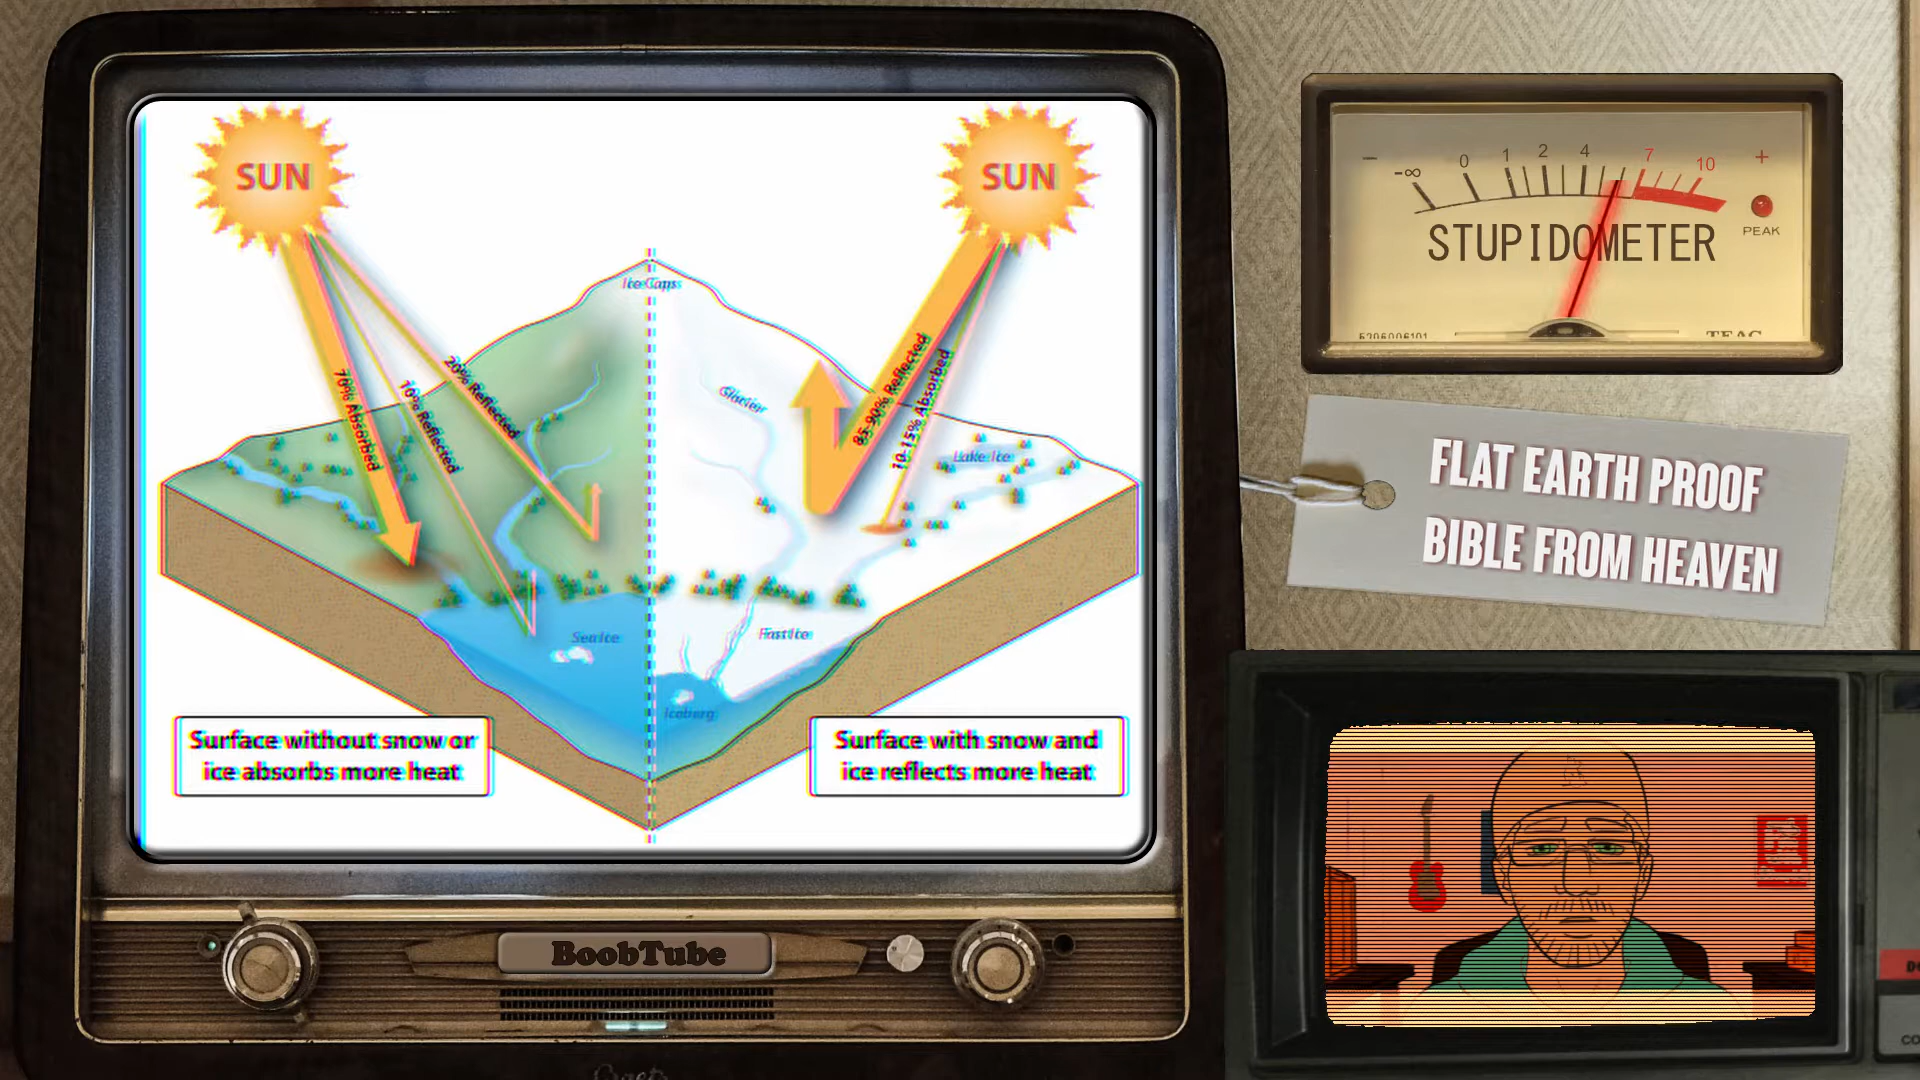 SUN
SUN
Ice Caps
70% Absorbed
10% Reflected
20% Reflected
Glacier
85-90% Reflected
10-15% Absorbed
Lake Ice
Sea Ice
Fast Ice
Iceberg
Surface without snow or
ice absorbs more heat
Surface with snow and
ice reflects more heat
BoobTube
- +
-∞ 0 1 2 4 7 10
STUPIDOMETER
PEAK
FLAT EARTH PROOF
BIBLE FROM HEAVEN